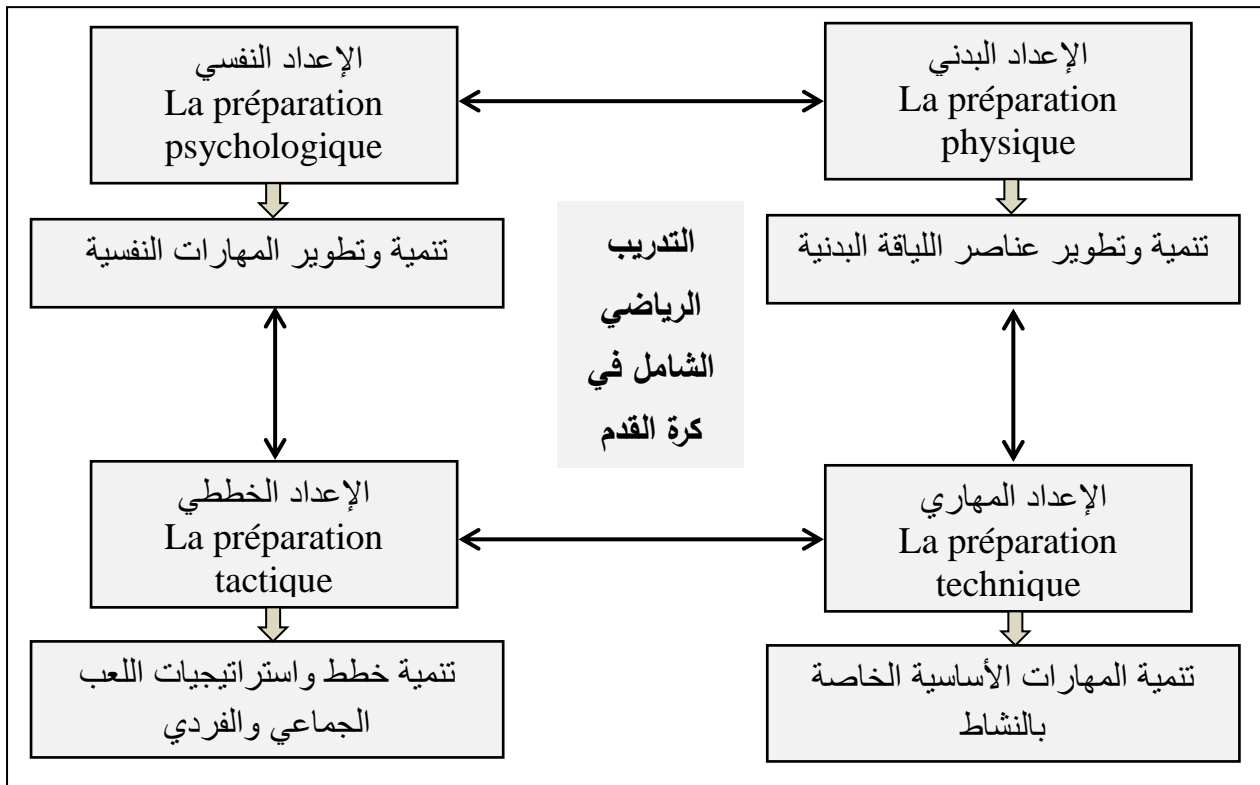 الإعداد البدني
La préparation
physique
الإعداد النفسي
La préparation
psychologique
تنمية وتطوير عناصر اللياقة البدنية
تنمية وتطوير المهارات النفسية
التدريب
الرياضي
الشامل في
كرة القدم
الإعداد المهاري
La préparation
technique
الإعداد الخططي
La préparation
tactique
تنمية المهارات الأساسية الخاصة
بالنشاط
تنمية خطط واستراتيجيات اللعب
الجماعي والفردي